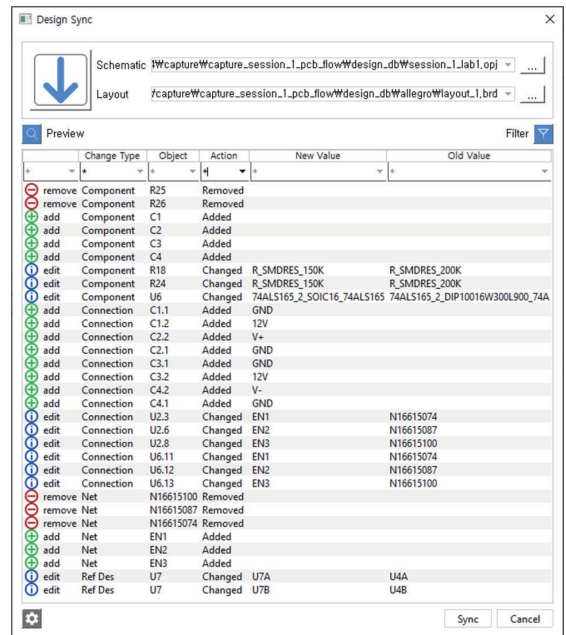 Design Sync
Schematic ₩capture₩capture_session_1_pcb_flow₩design_db₩session_1_lab1.opj ...
Layout ₩capture₩capture_session_1_pcb_flow₩design_db₩allegro₩layout_1.brd ...
Preview Filter
Change Type Object Action New Value Old Value
* * * * * *
remove Component R25 Removed
remove Component R26 Removed
add Component C1 Added
add Component C2 Added
add Component C3 Added
add Component C4 Added
edit Component R18 Changed R_SMDRES_150K R_SMDRES_200K
edit Component R24 Changed R_SMDRES_150K R_SMDRES_200K
edit Component U6 Changed 74ALS165_2_SOIC16_74ALS165 74ALS165_2_DIP10016W300L900_74A
add Connection C1.1 Added GND
add Connection C1.2 Added 12V
add Connection C2.2 Added V+
add Connection C2.1 Added GND
add Connection C3.1 Added GND
add Connection C3.2 Added 12V
add Connection C4.2 Added V-
add Connection C4.1 Added GND
edit Connection U2.3 Changed EN1 N16615074
edit Connection U2.6 Changed EN2 N16615087
edit Connection U2.8 Changed EN3 N16615100
edit Connection U6.11 Changed EN1 N16615074
edit Connection U6.12 Changed EN2 N16615087
edit Connection U6.13 Changed EN3 N16615100
remove Net N16615100 Removed
remove Net N16615087 Removed
remove Net N16615074 Removed
add Net EN1 Added
add Net EN2 Added
add Net EN3 Added
edit Ref Des U7 Changed U7A U4A
edit Ref Des U7 Changed U7B U4B
Sync Cancel